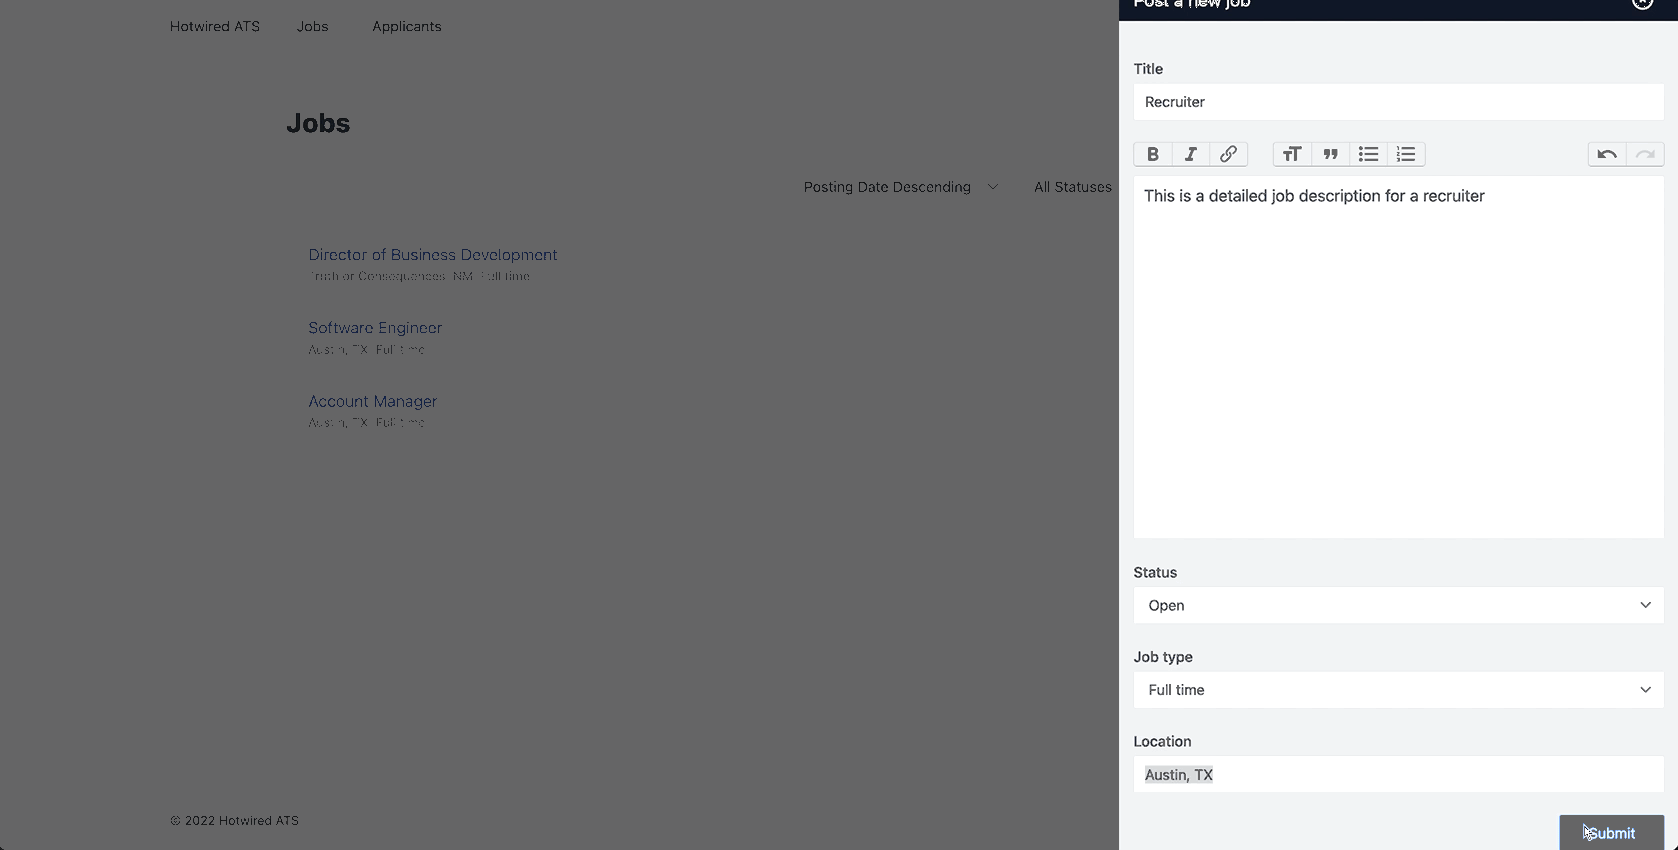 Hotwired ATS Jobs Applicants
Jobs
Posting Date Descending All Statuses
Director of Business Development
Truth or Consequences, NM Full time
Software Engineer
Austin, TX Full time
Account Manager
Austin, TX Full time
© 2022 Hotwired ATS
Post a new job
Title
Recruiter
This is a detailed job description for a recruiter
Status
Open
Job type
Full time
Location
Austin, TX
Submit